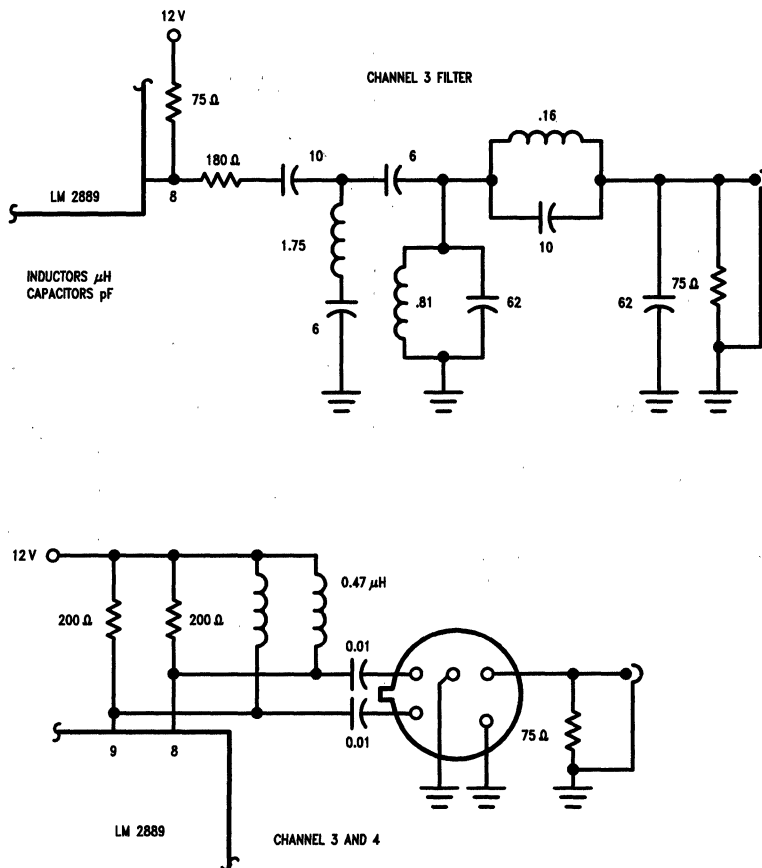 12 V
CHANNEL 3 FILTER
75 Ω
.16
180 Ω
10
6
LM 2889
8
10
1.75
INDUCTORS μH
CAPACITORS pF
6
.81
62
62
75 Ω
12 V
0.47 μH
200 Ω
200 Ω
0.01
0.01
75 Ω
9
8
LM 2889
CHANNEL 3 AND 4